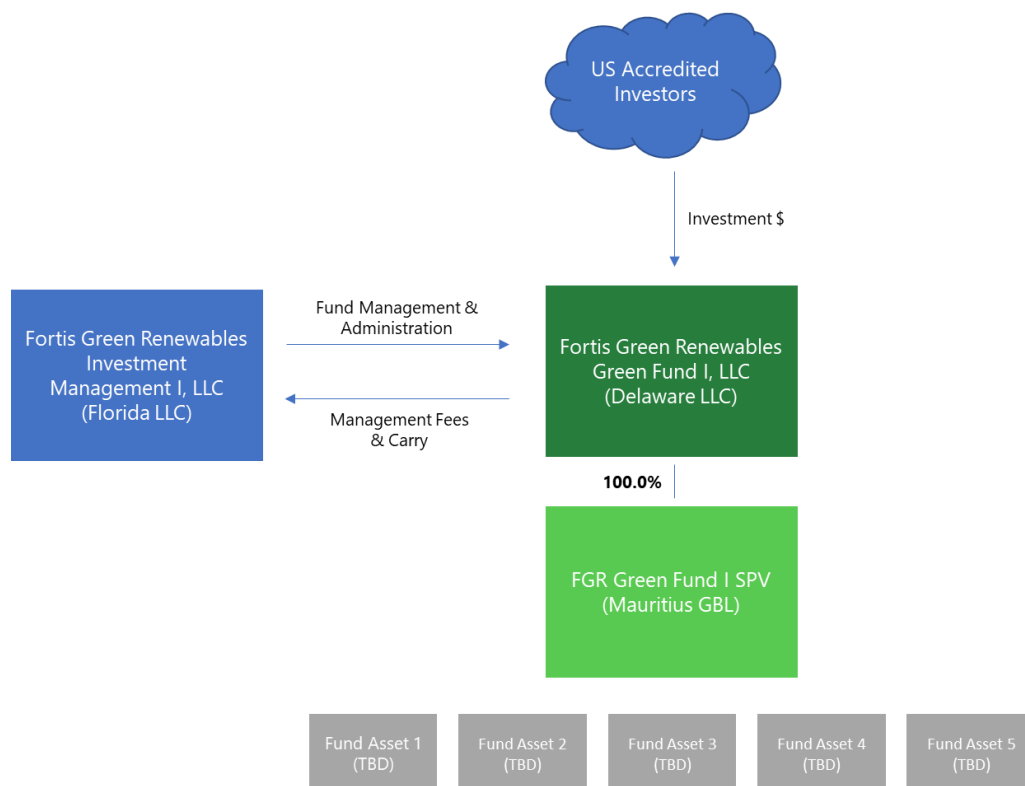 US Accredited
Investors
Investment $
Fortis Green Renewables
Investment
Management I, LLC
(Florida LLC)
Fund Management &
Administration
Management Fees
& Carry
Fortis Green Renewables
Green Fund I, LLC
(Delaware LLC)
100.0%
FGR Green Fund I SPV
(Mauritius GBL)
Fund Asset 1
(TBD)
Fund Asset 2
(TBD)
Fund Asset 3
(TBD)
Fund Asset 4
(TBD)
Fund Asset 5
(TBD)